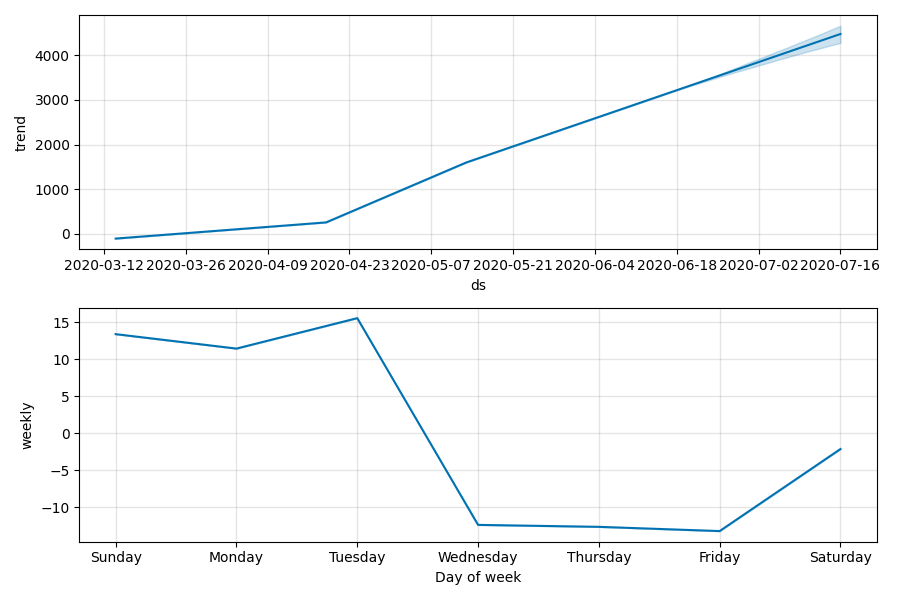 4000
3000
2000
1000
0
trend
2020-03-12 2020-03-26 2020-04-09 2020-04-23 2020-05-07 2020-05-21 2020-06-04 2020-06-18 2020-07-02 2020-07-16
ds
15
10
5
0
−5
−10
weekly
Sunday Monday Tuesday Wednesday Thursday Friday Saturday
Day of week